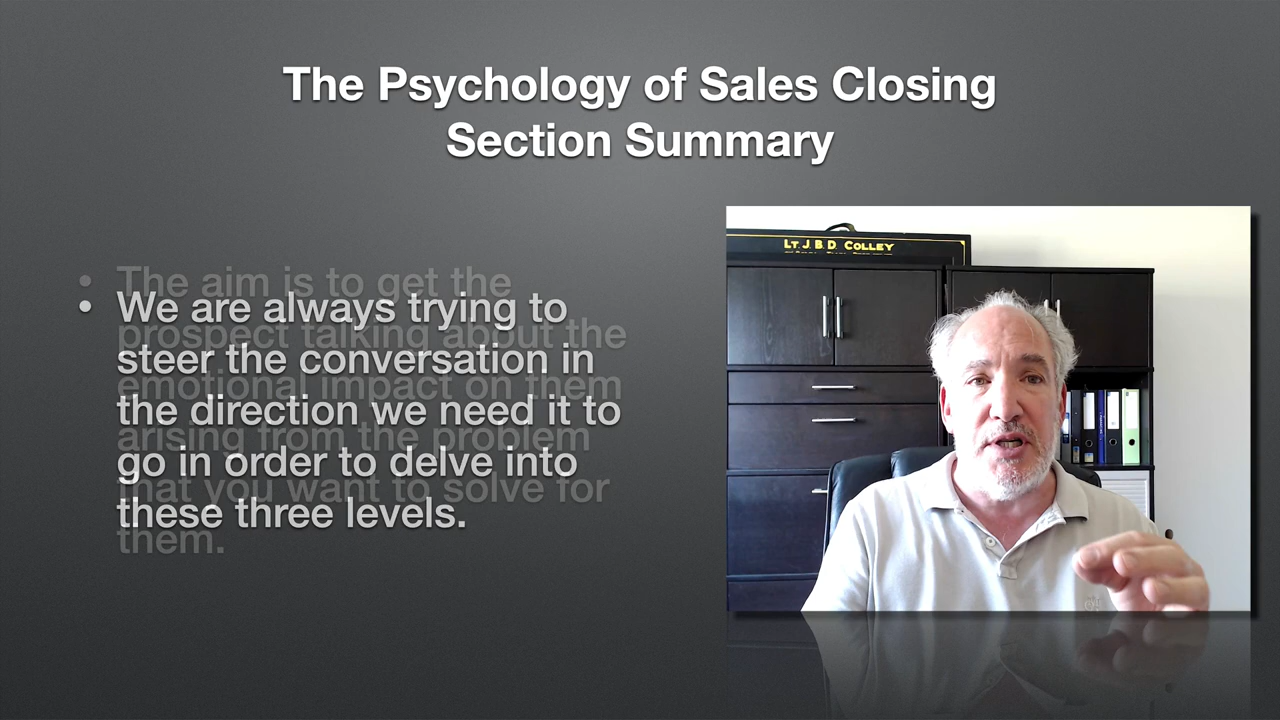 The Psychology of Sales Closing
Section Summary
• The aim is to get the
prospect talking about the
emotional impact on them
arising from the problem
that you want to solve for
them.
• We are always trying to
steer the conversation in
the direction we need it to
go in order to delve into
these three levels.
LT. J. B. D. COLLEY